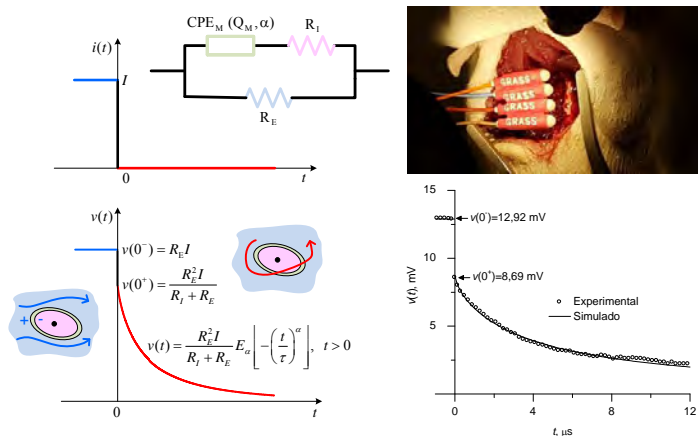 i(t)
I
0
t
CPE_M (Q_M, α)
R_I
R_E
GRASS
GRASS
GRASS
GRASS
v(t)
v(0⁻) = R_E I
v(0⁺) = R_E² I / (R_I + R_E)
v(t) = R_E² I / (R_I + R_E) E_α [−(t/τ)^α], t > 0
+ -
0
t
15
10
5
0
v(t), mV
v(0⁻)=12,92 mV
v(0⁺)=8,69 mV
Experimental
Simulado
0 4 8 12
t, μs